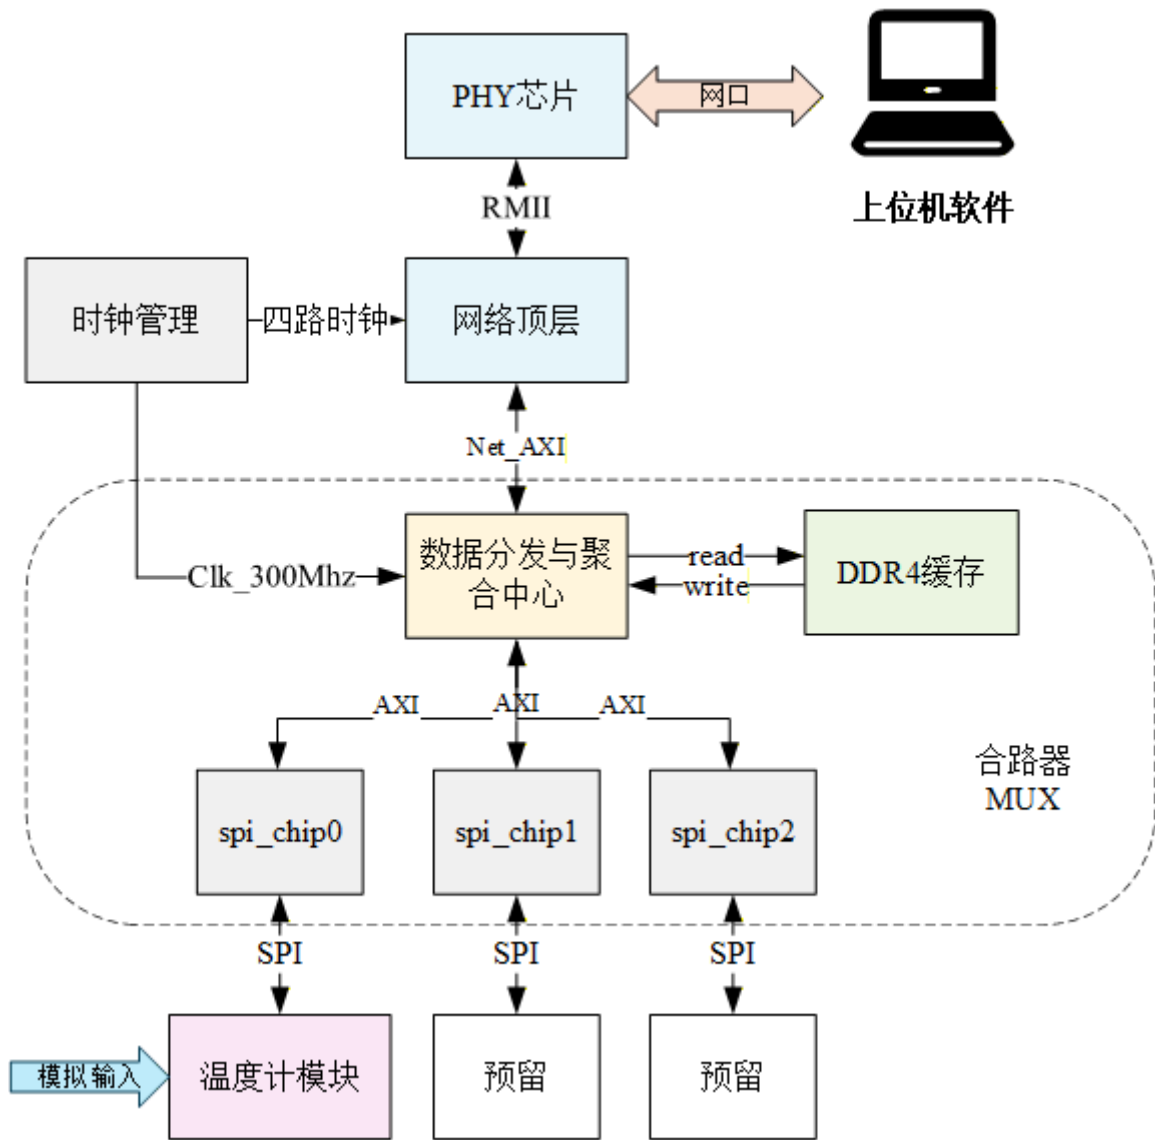 PHY芯片
网口
上位机软件
RMII
时钟管理
四路时钟
网络顶层
Net_AXI
数据分发与聚
合中心
Clk_300Mhz
read
write
DDR4缓存
AXI
AXI
AXI
合路器
MUX
spi_chip0
spi_chip1
spi_chip2
SPI
SPI
SPI
模拟输入
温度计模块
预留
预留